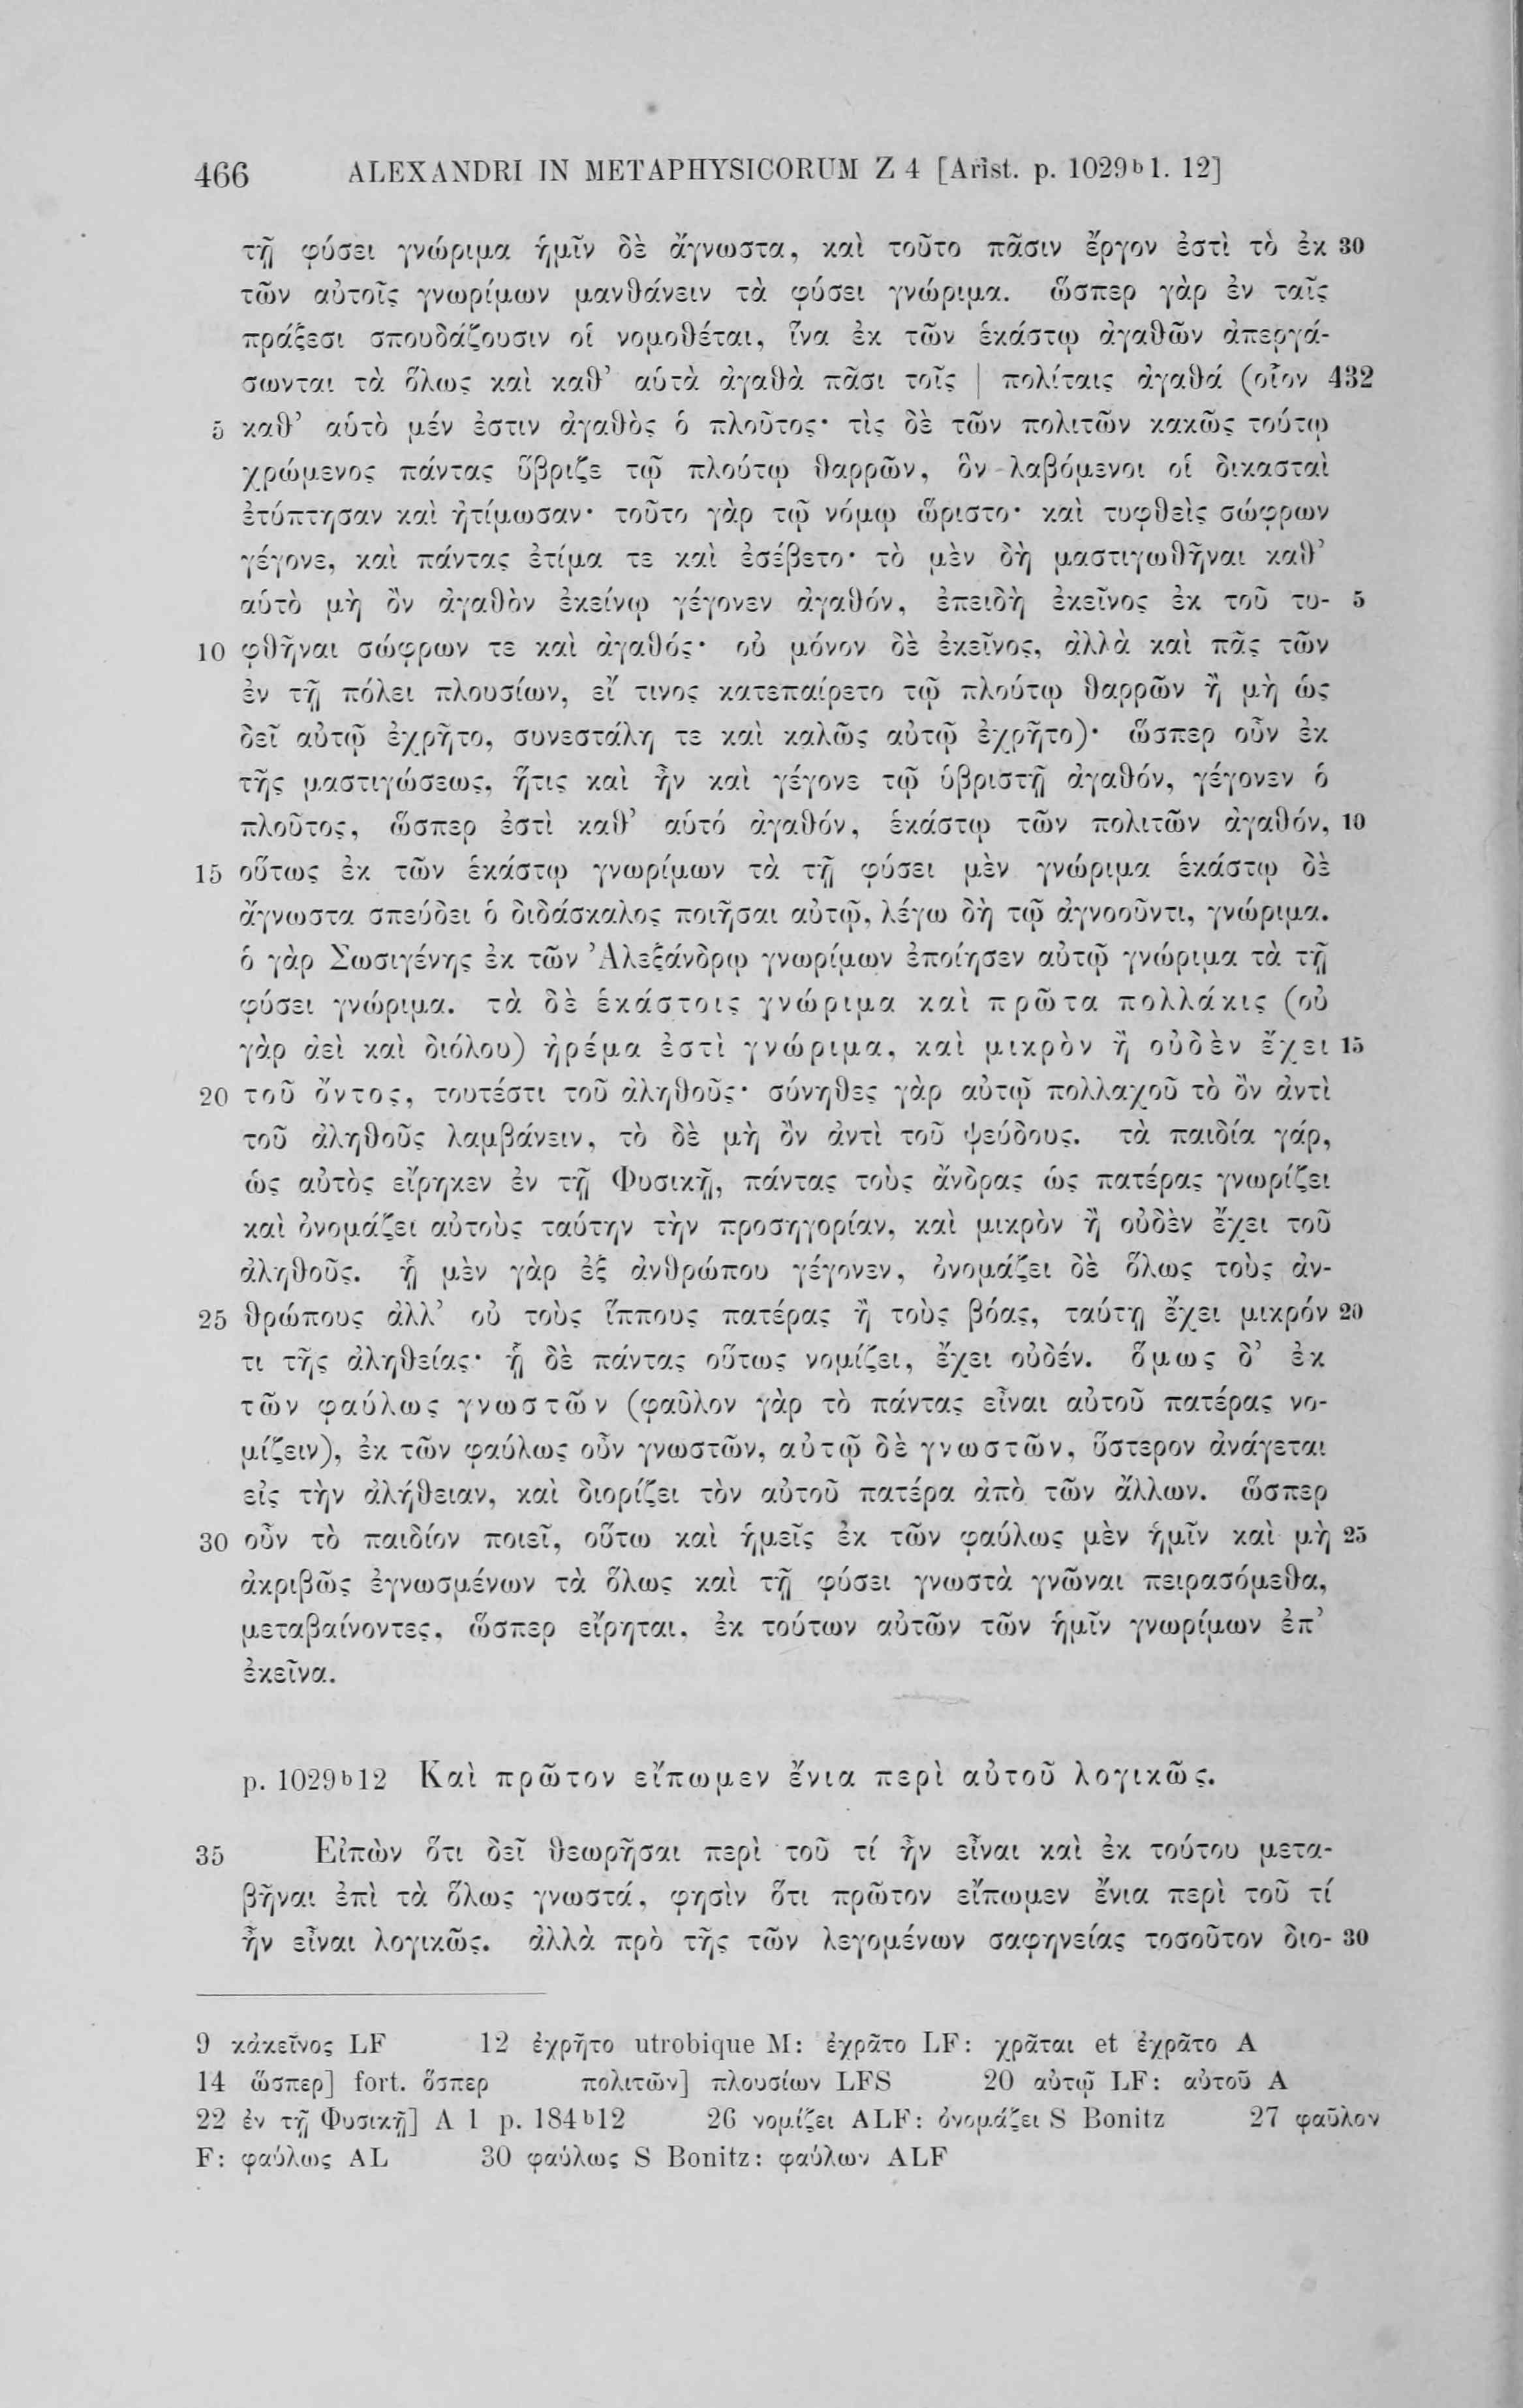 466 ALEXANDRI IN METAPHYSICORUM Z 4 [Arist. p. 1029b1. 12]
τῇ φύσει γνώριμα ἡμῖν δὲ ἄγνωστα, καὶ τοῦτο πᾶσιν ἔργον ἐστὶ τὸ ἐκ 30
τῶν αὐτοῖς γνωρίμων μανθάνειν τὰ φύσει γνώριμα. ὥσπερ γὰρ ἐν ταῖς
πράξεσι σπουδάζουσιν οἱ νομοθέται, ἵνα ἐκ τῶν ἑκάστῳ ἀγαθῶν ἀπεργά-
σωνται τὰ ὅλως καὶ καθ’ αὑτὰ ἀγαθὰ πᾶσι τοῖς | πολίταις ἀγαθά (οἷον 432
5 καθ’ αὑτὸ μέν ἐστιν ἀγαθὸς ὁ πλοῦτος· τὶς δὲ τῶν πολιτῶν κακῶς τούτῳ
χρώμενος πάντας ὕβριζε τῷ πλούτῳ θαρρῶν, ὃν λαβόμενοι οἱ δικασταὶ
ἐτύπτησαν καὶ ἠτίμωσαν· τοῦτο γὰρ τῷ νόμῳ ὥριστο· καὶ τυφθεὶς σώφρων
γέγονε, καὶ πάντας ἐτίμα τε καὶ ἐσέβετο· τὸ μὲν δὴ μαστιγωθῆναι καθ’
αὑτὸ μὴ ὂν ἀγαθὸν ἐκείνῳ γέγονεν ἀγαθόν, ἐπειδὴ ἐκεῖνος ἐκ τοῦ τυ- 5
10 φθῆναι σώφρων τε καὶ ἀγαθός· οὐ μόνον δὲ ἐκεῖνος, ἀλλὰ καὶ πᾶς τῶν
ἐν τῇ πόλει πλουσίων, εἴ τινος κατεπαίρετο τῷ πλούτῳ θαρρῶν ἢ μὴ ὡς
δεῖ αὐτῷ ἐχρῆτο, συνεστάλη τε καὶ καλῶς αὐτῷ ἐχρῆτο)· ὥσπερ οὖν ἐκ
τῆς μαστιγώσεως, ἥτις καὶ ἦν καὶ γέγονε τῷ ὑβριστῇ ἀγαθόν, γέγονεν ὁ
πλοῦτος, ὥσπερ ἐστὶ καθ’ αὑτό ἀγαθόν, ἑκάστῳ τῶν πολιτῶν ἀγαθόν, 10
15 οὕτως ἐκ τῶν ἑκάστῳ γνωρίμων τὰ τῇ φύσει μὲν γνώριμα ἑκάστῳ δὲ
ἄγνωστα σπεύδει ὁ διδάσκαλος ποιῆσαι αὐτῷ, λέγω δὴ τῷ ἀγνοοῦντι, γνώριμα.
ὁ γὰρ Σωσιγένης ἐκ τῶν Ἀλεξάνδρῳ γνωρίμων ἐποίησεν αὐτῷ γνώριμα τὰ τῇ
φύσει γνώριμα. τὰ δὲ ἑκάστοις γνώριμα καὶ πρῶτα πολλάκις (οὐ
γὰρ ἀεὶ καὶ διόλου) ἠρέμα ἐστὶ γνώριμα, καὶ μικρὸν ἢ οὐδὲν ἔχει 15
20 τοῦ ὄντος, τουτέστι τοῦ ἀληθοῦς· σύνηθες γὰρ αὐτῷ πολλαχοῦ τὸ ὂν ἀντὶ
τοῦ ἀληθοῦς λαμβάνειν, τὸ δὲ μὴ ὂν ἀντὶ τοῦ ψεύδους. τὰ παιδία γάρ,
ὡς αὐτὸς εἴρηκεν ἐν τῇ Φυσικῇ, πάντας τοὺς ἄνδρας ὡς πατέρας γνωρίζει
καὶ ὀνομάζει αὐτοὺς ταύτην τὴν προσηγορίαν, καὶ μικρὸν ἢ οὐδὲν ἔχει τοῦ
ἀληθοῦς. ᾗ μὲν γὰρ ἐξ ἀνθρώπου γέγονεν, ὀνομάζει δὲ ὅλως τοὺς ἀν-
25 θρώπους ἀλλ’ οὐ τοὺς ἵππους πατέρας ἢ τοὺς βόας, ταύτῃ ἔχει μικρόν 20
τι τῆς ἀληθείας· ᾗ δὲ πάντας οὕτως νομίζει, ἔχει οὐδέν. ὅμως δ’ ἐκ
τῶν φαύλως γνωστῶν (φαῦλον γὰρ τὸ πάντας εἶναι αὐτοῦ πατέρας νο-
μίζειν), ἐκ τῶν φαύλως οὖν γνωστῶν, αὐτῷ δὲ γνωστῶν, ὕστερον ἀνάγεται
εἰς τὴν ἀλήθειαν, καὶ διορίζει τὸν αὐτοῦ πατέρα ἀπὸ τῶν ἄλλων. ὥσπερ
30 οὖν τὸ παιδίον ποιεῖ, οὕτω καὶ ἡμεῖς ἐκ τῶν φαύλως μὲν ἡμῖν καὶ μὴ 25
ἀκριβῶς ἐγνωσμένων τὰ ὅλως καὶ τῇ φύσει γνωστὰ γνῶναι πειρασόμεθα,
μεταβαίνοντες, ὥσπερ εἴρηται, ἐκ τούτων αὐτῶν τῶν ἡμῖν γνωρίμων ἐπ’
ἐκεῖνα.
p. 1029b12 Καὶ πρῶτον εἴπωμεν ἔνια περὶ αὐτοῦ λογικῶς.
35 Εἰπὼν ὅτι δεῖ θεωρῆσαι περὶ τοῦ τί ἦν εἶναι καὶ ἐκ τούτου μετα-
βῆναι ἐπὶ τὰ ὅλως γνωστά, φησὶν ὅτι πρῶτον εἴπωμεν ἔνια περὶ τοῦ τί
ἦν εἶναι λογικῶς. ἀλλὰ πρὸ τῆς τῶν λεγομένων σαφηνείας τοσοῦτον διο- 30
9 κἀκεῖνος LF 12 ἐχρῆτο utrobique M: ἐχρᾶτο LF: χρᾶται et ἐχρᾶτο A
14 ὥσπερ] fort. ὅσπερ πολιτῶν] πλουσίων LFS 20 αὐτῷ LF: αὐτοῦ A
22 ἐν τῇ Φυσικῇ] Α 1 p. 184b12 26 νομίζει ALF: ὀνομάζει S Bonitz 27 φαῦλον
F: φαύλως AL 30 φαύλως S Bonitz: φαύλων ALF